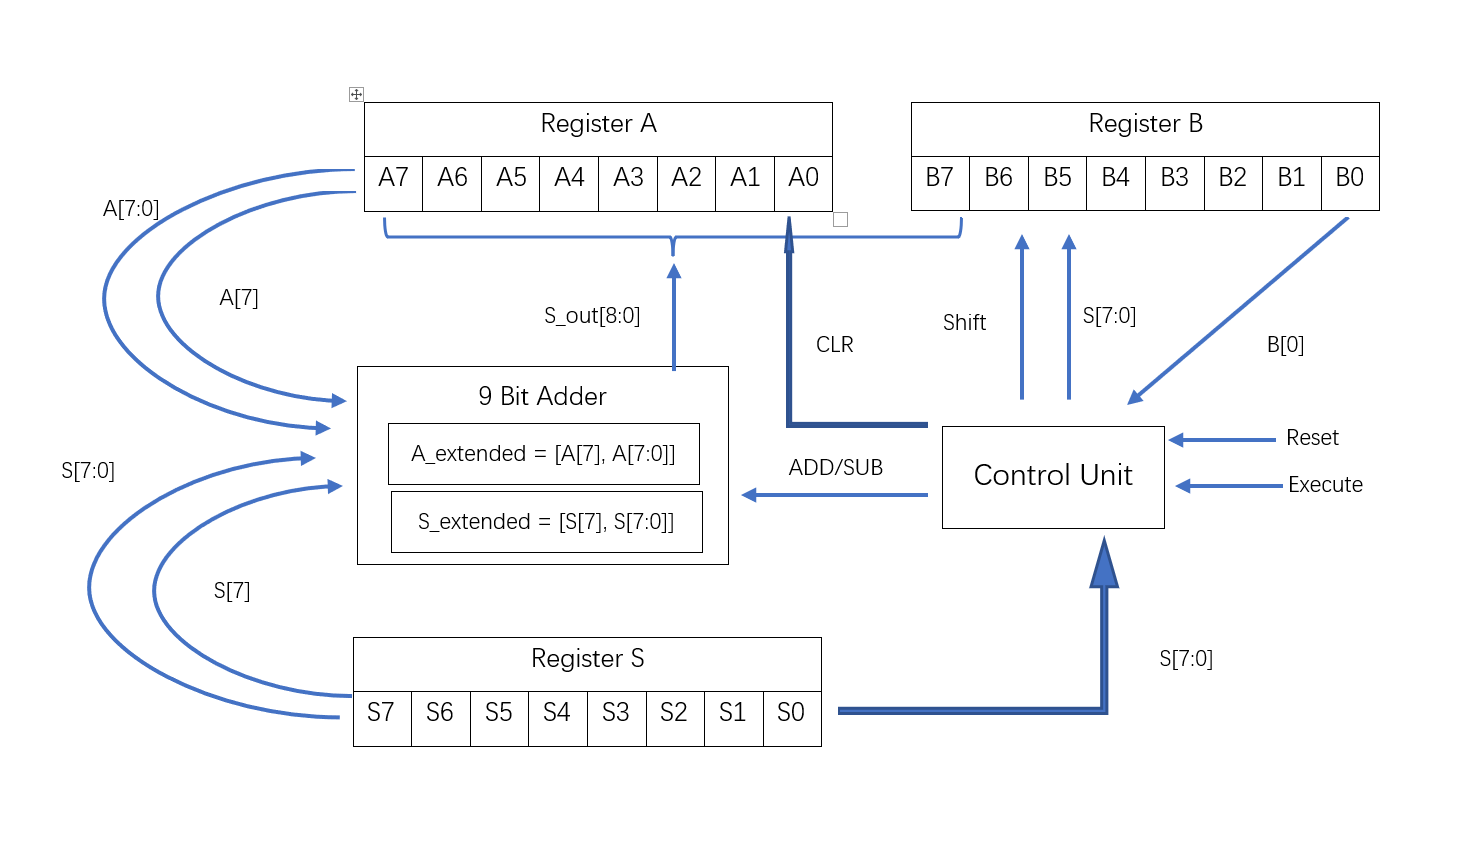 Register A
A7 A6 A5 A4 A3 A2 A1 A0
Register B
B7 B6 B5 B4 B3 B2 B1 B0
A[7:0]
A[7]
S_out[8:0]
CLR
Shift
S[7:0]
B[0]
9 Bit Adder
A_extended = [A[7], A[7:0]]
S_extended = [S[7], S[7:0]]
ADD/SUB
Control Unit
Reset
Execute
S[7:0]
S[7]
Register S
S7 S6 S5 S4 S3 S2 S1 S0
S[7:0]